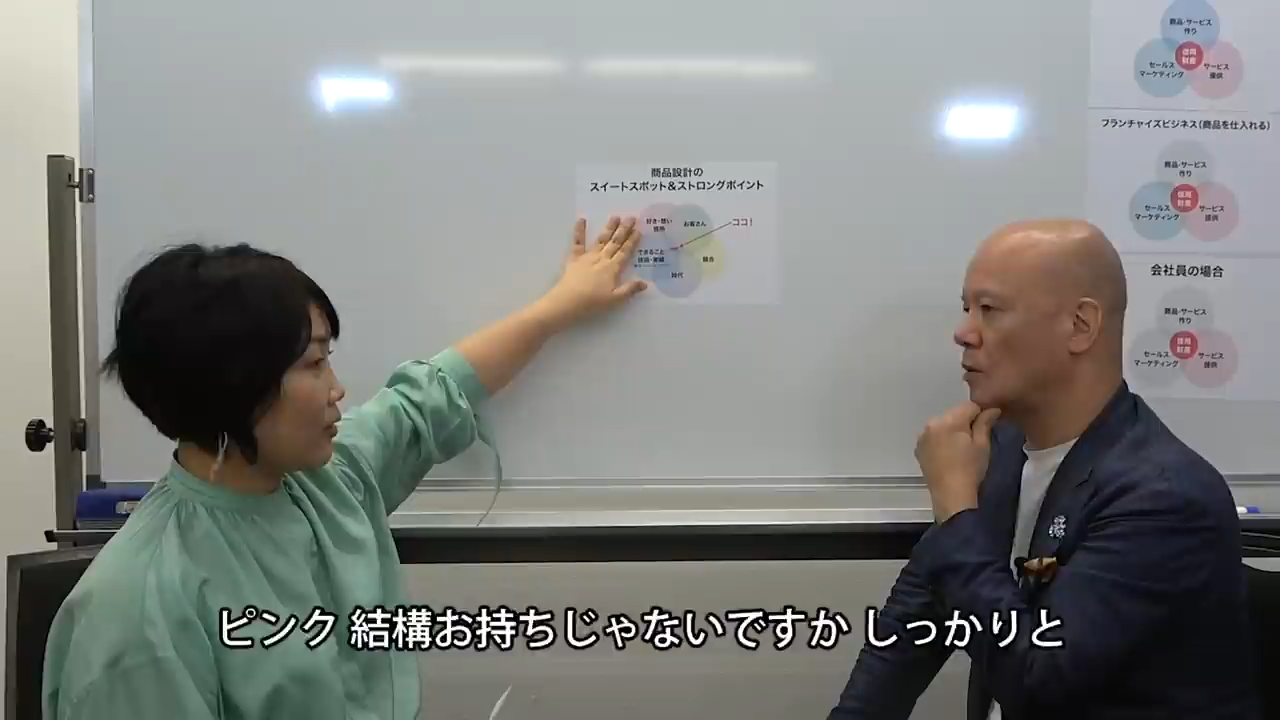 商品設計の
スイートスポット&ストロングポイント
好き・想い
情熱
お客さん
ココ!
できること
技術・実績
競合
時代
商品・サービス
作り
信用
財産
セールス
マーケティング
サービス
提供
フランチャイズビジネス(商品を仕入れる)
商品・サービス
作り
信用
財産
セールス
マーケティング
サービス
提供
会社員の場合
商品・サービス
作り
信用
財産
セールス
マーケティング
サービス
提供
ピンク 結構お持ちじゃないですか しっかりと